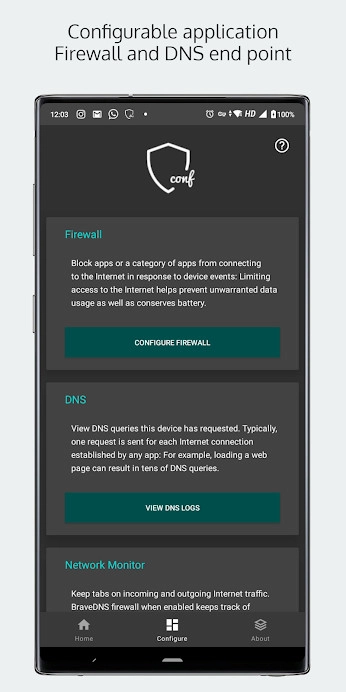 Configurable application
Firewall and DNS end point
12:03
HD
100%
conf
Firewall
Block apps or a category of apps from connecting
to the Internet in response to device events: Limiting
access to the Internet helps prevent unwarranted data
usage as well as conserves battery.
CONFIGURE FIREWALL
DNS
View DNS queries this device has requested. Typically,
one request is sent for each Internet connection
established by any app: For example, loading a web
page can result in tens of DNS queries.
VIEW DNS LOGS
Network Monitor
Keep tabs on incoming and outgoing Internet traffic.
BraveDNS firewall when enabled keeps track of
Home
Configure
About